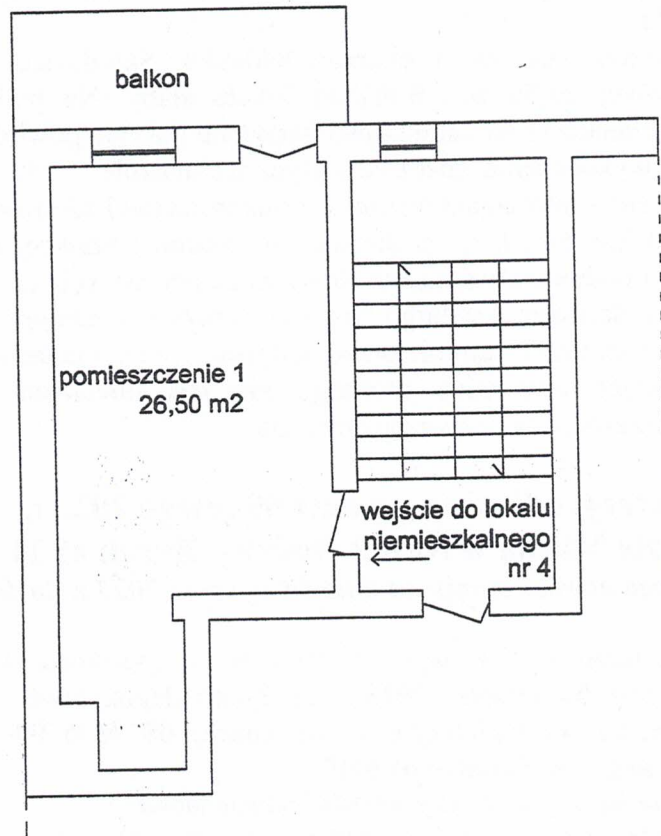 balkon
pomieszczenie 1
26,50 m2
wejście do lokalu
niemieszkalnego
nr 4